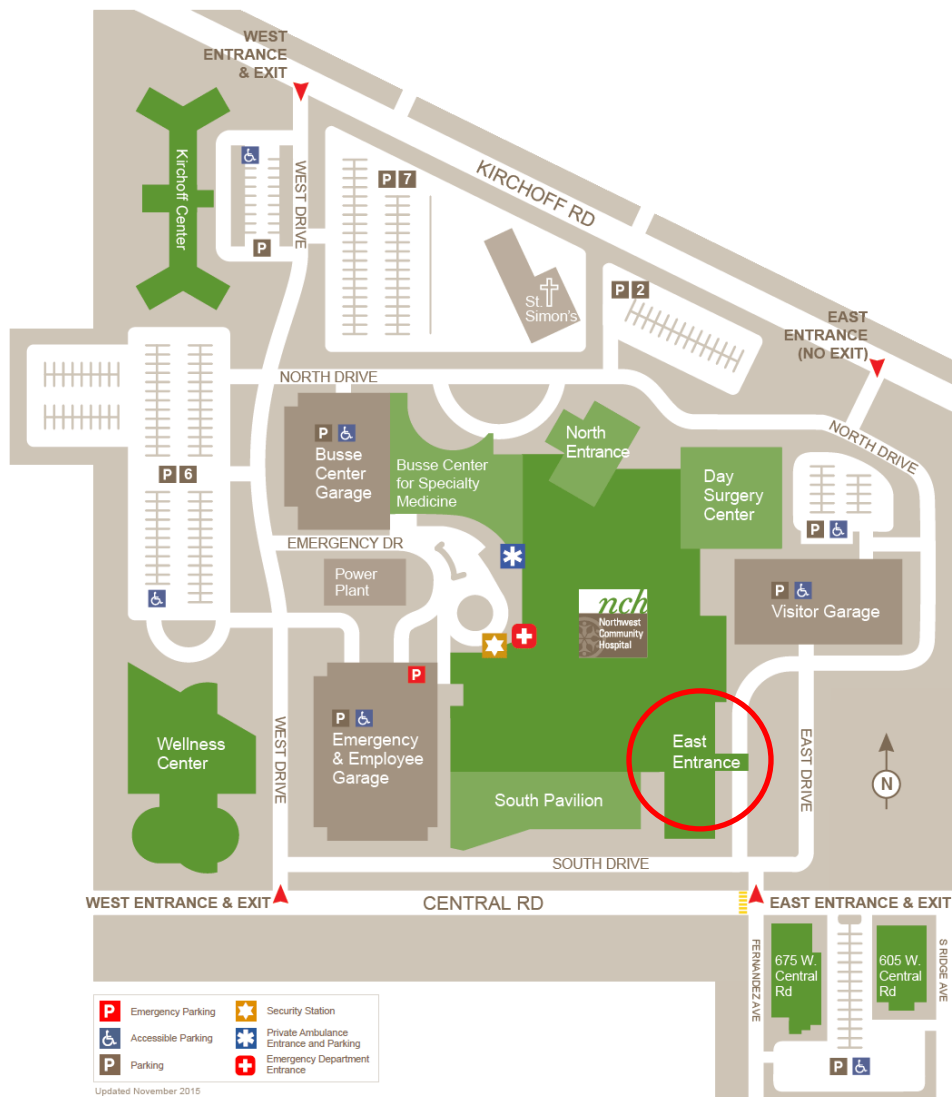 WEST
ENTRANCE
& EXIT
Kirchoff Center
WEST DRIVE
P 7
P
KIRCHOFF RD
St.
Simon's
P 2
EAST
ENTRANCE
(NO EXIT)
NORTH DRIVE
NORTH DRIVE
P
Busse
Center
Garage
Busse Center
for Specialty
Medicine
North
Entrance
Day
Surgery
Center
P 6
P
EMERGENCY DR
Power
Plant
P
Visitor Garage
nch
Northwest
Community
Hospital
P
P
Emergency
& Employee
Garage
Wellness
Center
WEST DRIVE
East
Entrance
EAST DRIVE
N
South Pavilion
SOUTH DRIVE
WEST ENTRANCE & EXIT
CENTRAL RD
EAST ENTRANCE & EXIT
FERNANDEZ AVE
675 W.
Central
Rd
605 W.
Central
Rd
S RIDGE AVE
P
P Emergency Parking
Accessible Parking
P Parking
Security Station
Private Ambulance
Entrance and Parking
Emergency Department
Entrance
Updated November 2015